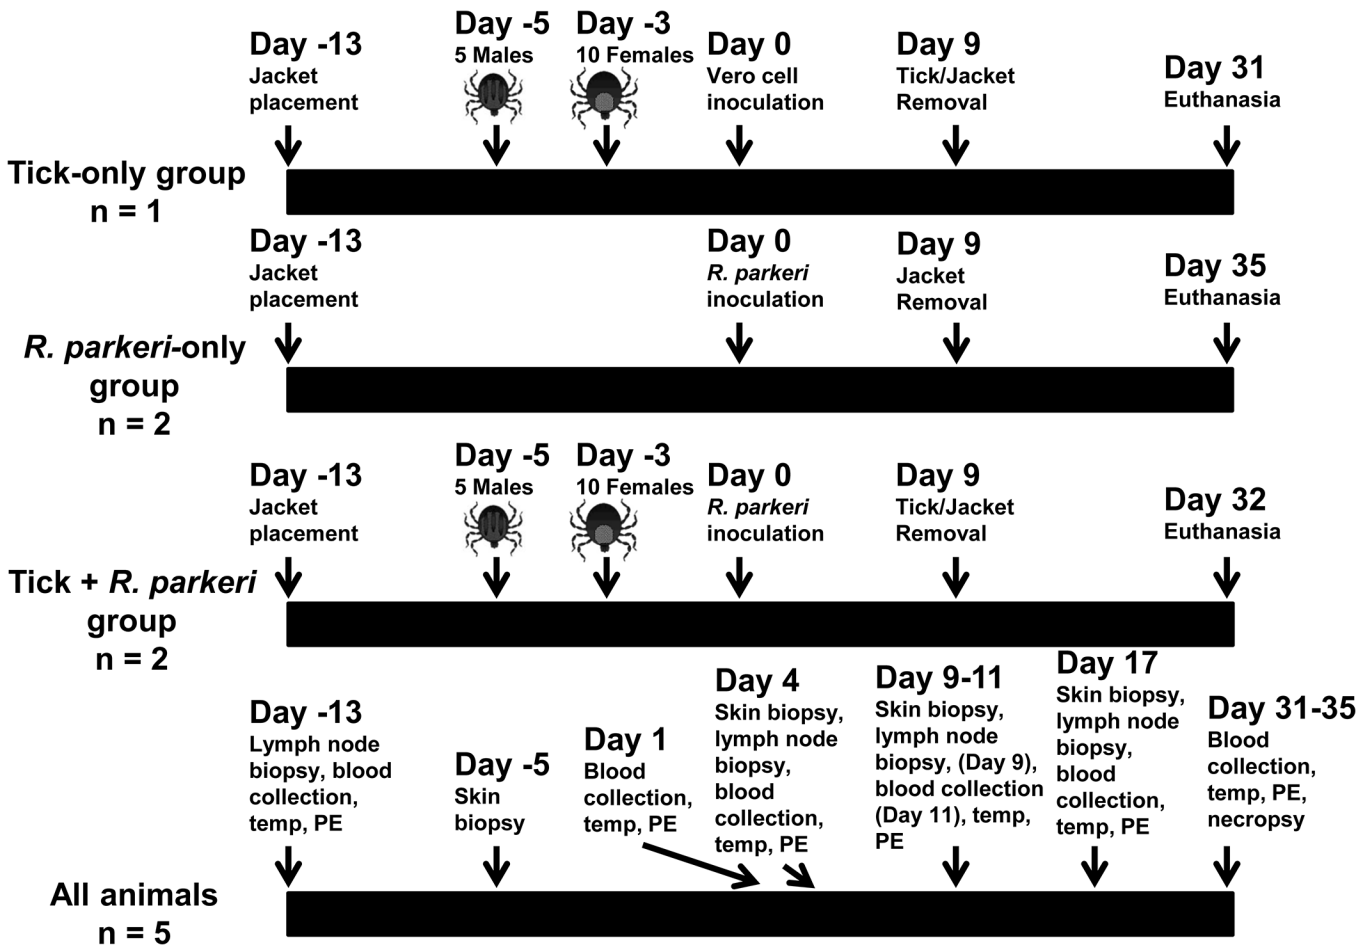 Day -13
Jacket
placement
Day -5
5 Males
Day -3
10 Females
Day 0
Vero cell
inoculation
Day 9
Tick/Jacket
Removal
Day 31
Euthanasia
Tick-only group
n = 1
Day -13
Jacket
placement
Day 0
R. parkeri
inoculation
Day 9
Jacket
Removal
Day 35
Euthanasia
R. parkeri-only
group
n = 2
Day -13
Jacket
placement
Day -5
5 Males
Day -3
10 Females
Day 0
R. parkeri
inoculation
Day 9
Tick/Jacket
Removal
Day 32
Euthanasia
Tick + R. parkeri
group
n = 2
Day -13
Lymph node
biopsy, blood
collection,
temp, PE
Day -5
Skin
biopsy
Day 1
Blood
collection,
temp, PE
Day 4
Skin biopsy,
lymph node
biopsy,
blood
collection,
temp, PE
Day 9-11
Skin biopsy,
lymph node
biopsy, (Day 9),
blood collection
(Day 11), temp,
PE
Day 17
Skin biopsy,
lymph node
biopsy,
blood
collection,
temp, PE
Day 31-35
Blood
collection,
temp, PE,
necropsy
All animals
n = 5